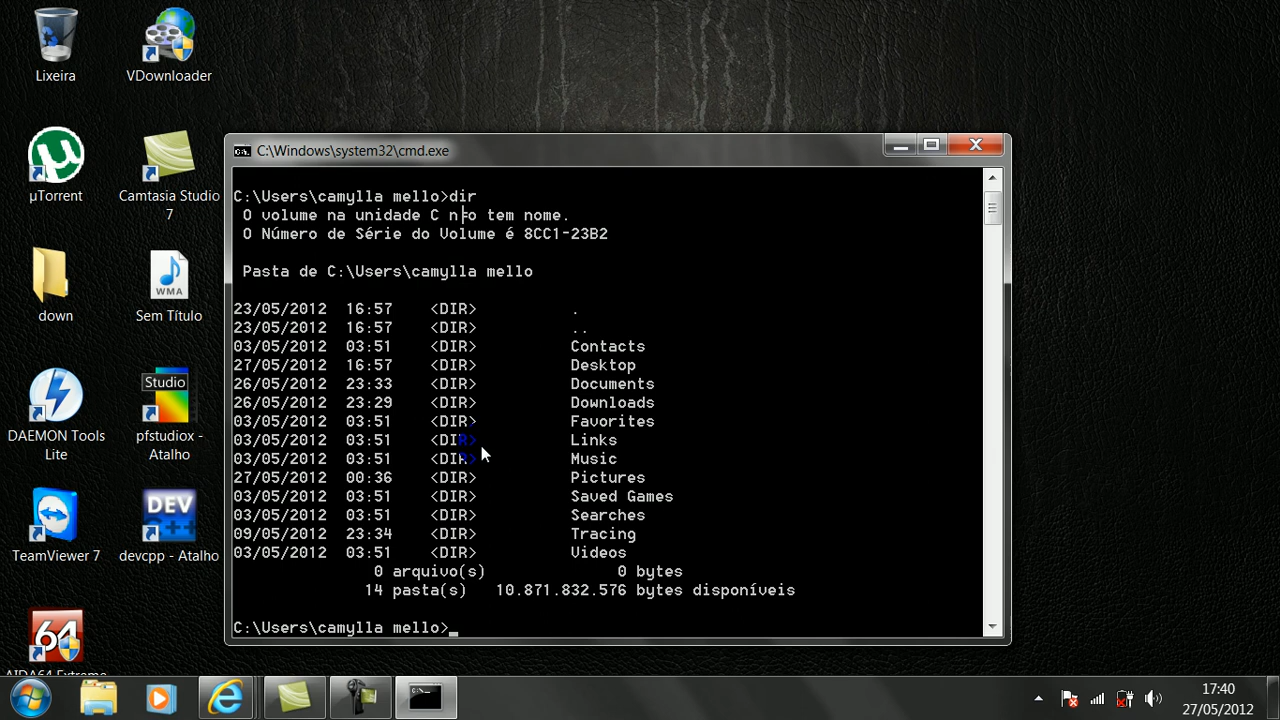 Lixeira
VDownloader
µTorrent
Camtasia Studio
7
down
WMA
Sem Título
DAEMON Tools
Lite
Studio
pfstudiox -
Atalho
TeamViewer 7
DEV
C++
devcpp - Atalho
64
AIDA64 Extreme
C:\Windows\system32\cmd.exe
C:\Users\camylla mello>dir
O volume na unidade C não tem nome.
O Número de Série do Volume é 8CC1-23B2
Pasta de C:\Users\camylla mello
23/05/2012 16:57 <DIR> .
23/05/2012 16:57 <DIR> ..
03/05/2012 03:51 <DIR> Contacts
27/05/2012 16:57 <DIR> Desktop
26/05/2012 23:33 <DIR> Documents
26/05/2012 23:29 <DIR> Downloads
03/05/2012 03:51 <DIR> Favorites
03/05/2012 03:51 <DIR> Links
03/05/2012 03:51 <DIR> Music
27/05/2012 00:36 <DIR> Pictures
03/05/2012 03:51 <DIR> Saved Games
03/05/2012 03:51 <DIR> Searches
09/05/2012 23:34 <DIR> Tracing
03/05/2012 03:51 <DIR> Videos
0 arquivo(s) 0 bytes
14 pasta(s) 10.871.832.576 bytes disponíveis
C:\Users\camylla mello>_
17:40
27/05/2012